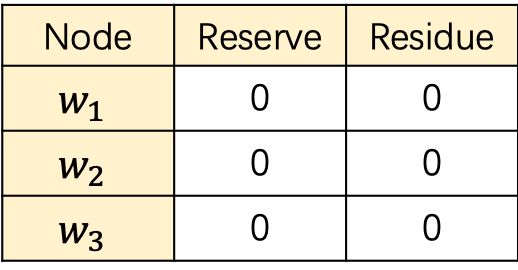 Node Reserve Residue
w₁ 0 0
w₂ 0 0
w₃ 0 0